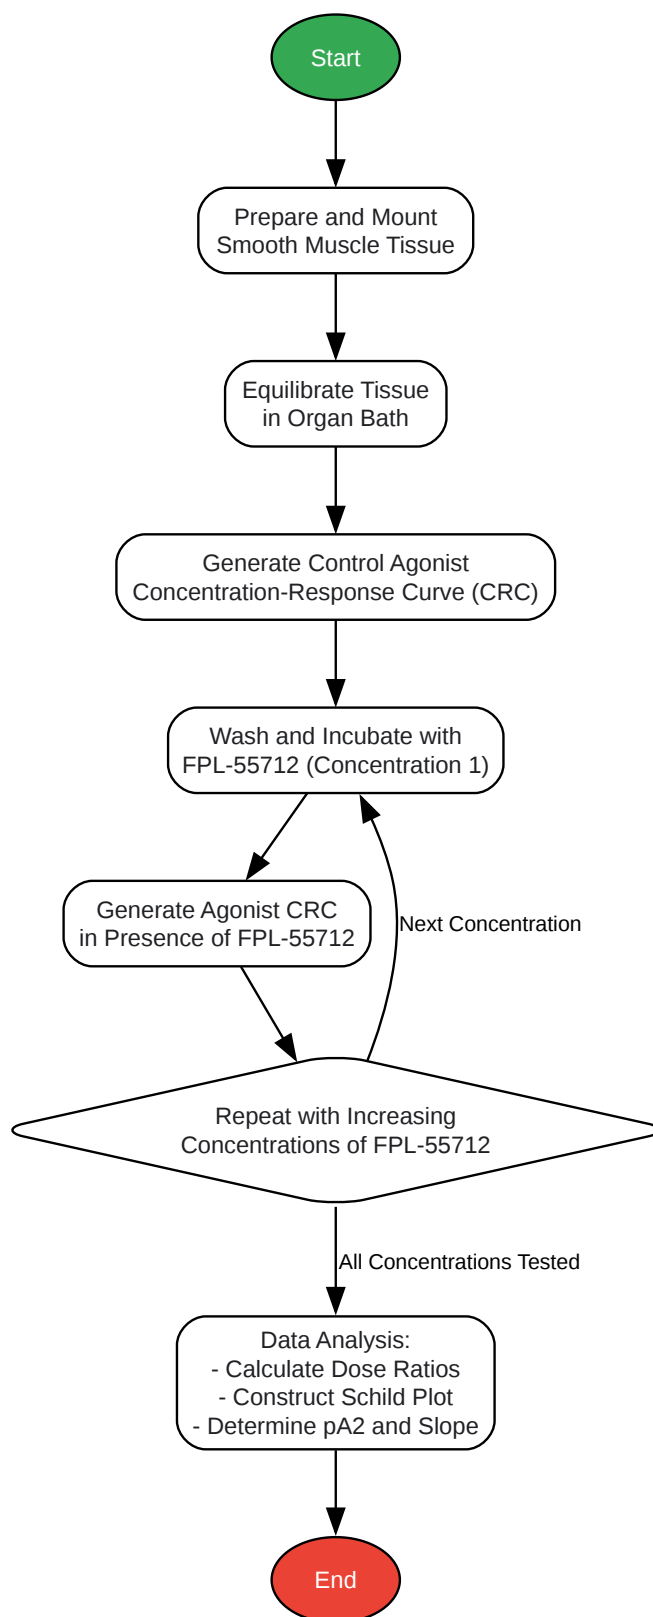 Start
Prepare and Mount
Smooth Muscle Tissue
Equilibrate Tissue
in Organ Bath
Generate Control Agonist
Concentration-Response Curve (CRC)
Wash and Incubate with
FPL-55712 (Concentration 1)
Generate Agonist CRC
in Presence of FPL-55712
Next Concentration
Repeat with Increasing
Concentrations of FPL-55712
All Concentrations Tested
Data Analysis:
- Calculate Dose Ratios
- Construct Schild Plot
- Determine pA2 and Slope
End